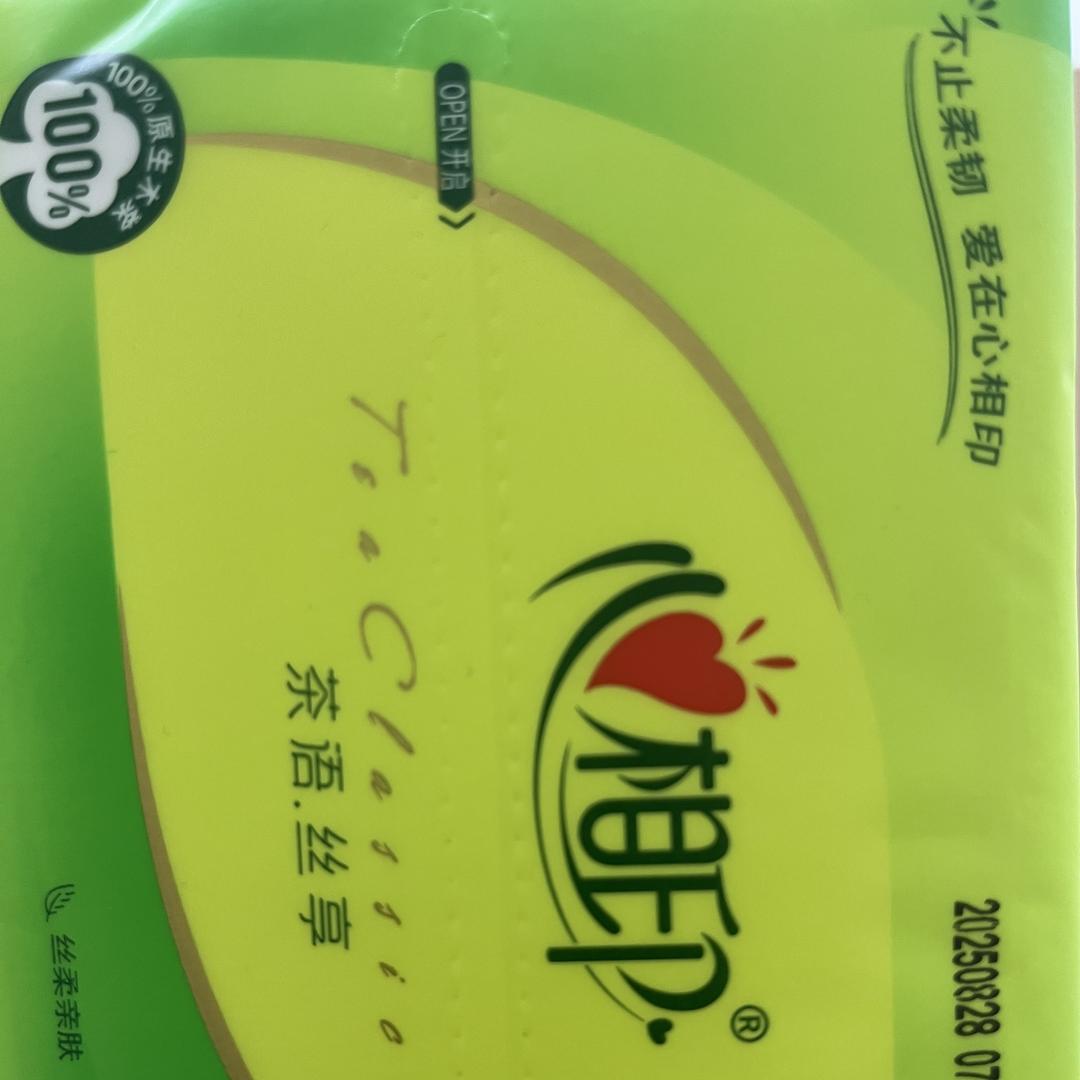 不止柔韧 爱在心相印
20250828 07
相印®
Tea Classic
茶语.丝享
OPEN 开启
100%原生木浆
100%
丝柔亲肤